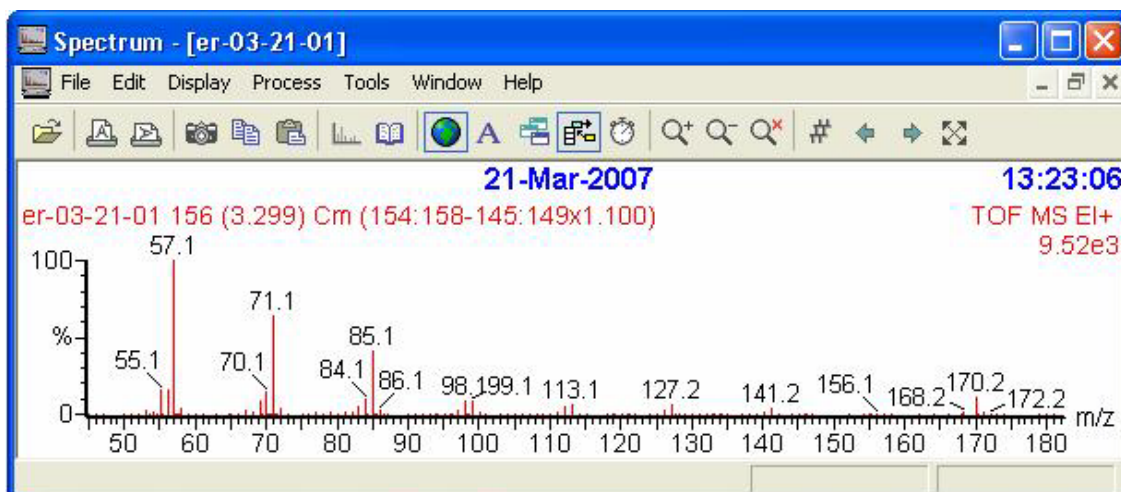 Spectrum - [er-03-21-01]
File Edit Display Process Tools Window Help
A A
21-Mar-2007 13:23:06
er-03-21-01 156 (3.299) Cm (154:158-145:149x1.100) TOF MS EI+
9.52e3
100
%
0
57.1
71.1
85.1
55.1
70.1
84.1
86.1
98.199.1
113.1
127.2
141.2
156.1
168.2
170.2
172.2
m/z
50 60 70 80 90 100 110 120 130 140 150 160 170 180